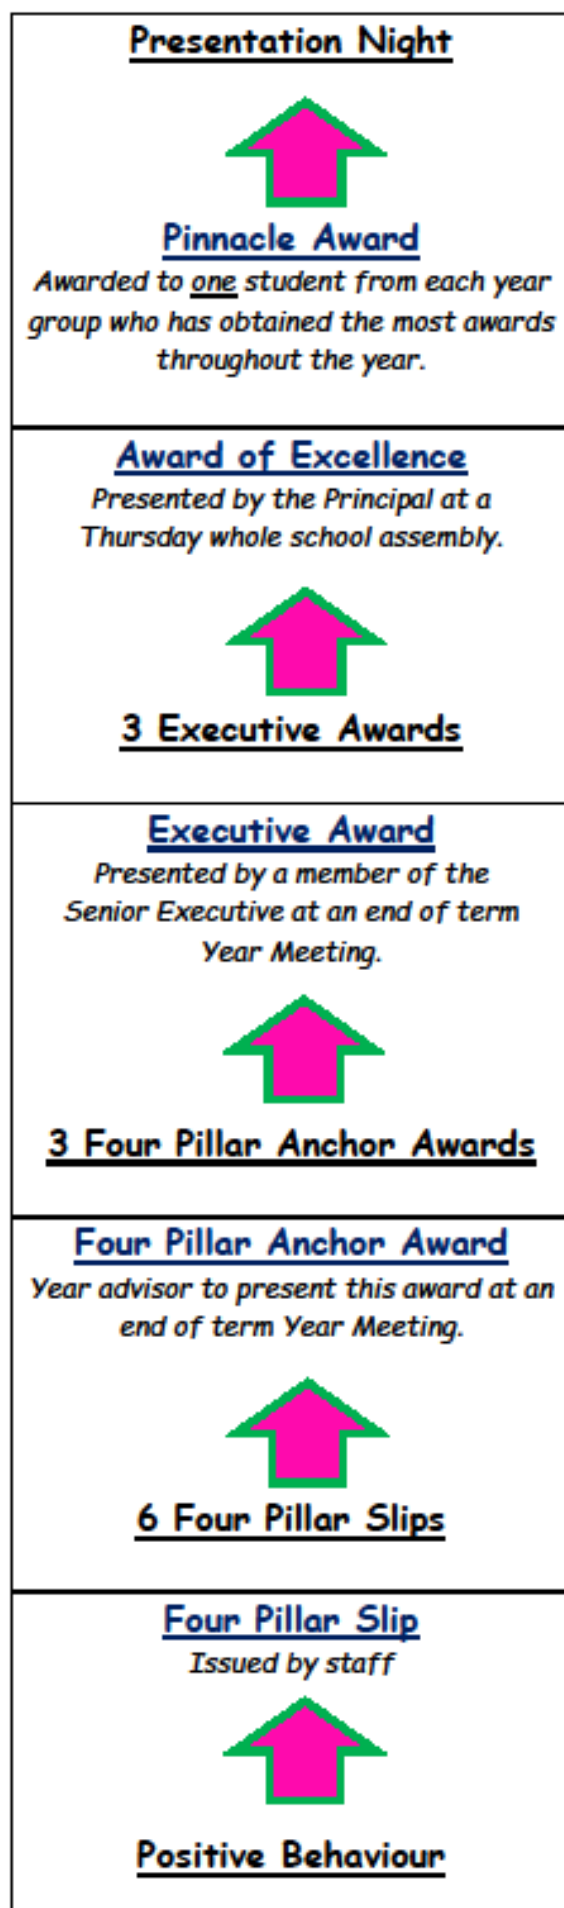 Presentation Night
Pinnacle Award
Awarded to one student from each year
group who has obtained the most awards
throughout the year.
Award of Excellence
Presented by the Principal at a
Thursday whole school assembly.
3 Executive Awards
Executive Award
Presented by a member of the
Senior Executive at an end of term
Year Meeting.
3 Four Pillar Anchor Awards
Four Pillar Anchor Award
Year advisor to present this award at an
end of term Year Meeting.
6 Four Pillar Slips
Four Pillar Slip
Issued by staff
Positive Behaviour